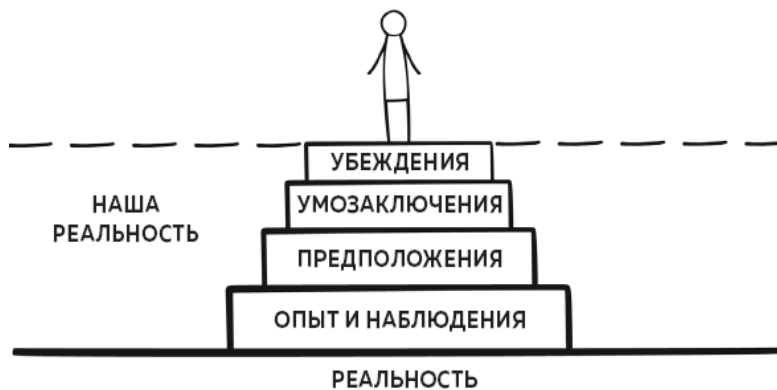 УБЕЖДЕНИЯ
УМОЗАКЛЮЧЕНИЯ
НАША
РЕАЛЬНОСТЬ
ПРЕДПОЛОЖЕНИЯ
ОПЫТ И НАБЛЮДЕНИЯ
РЕАЛЬНОСТЬ